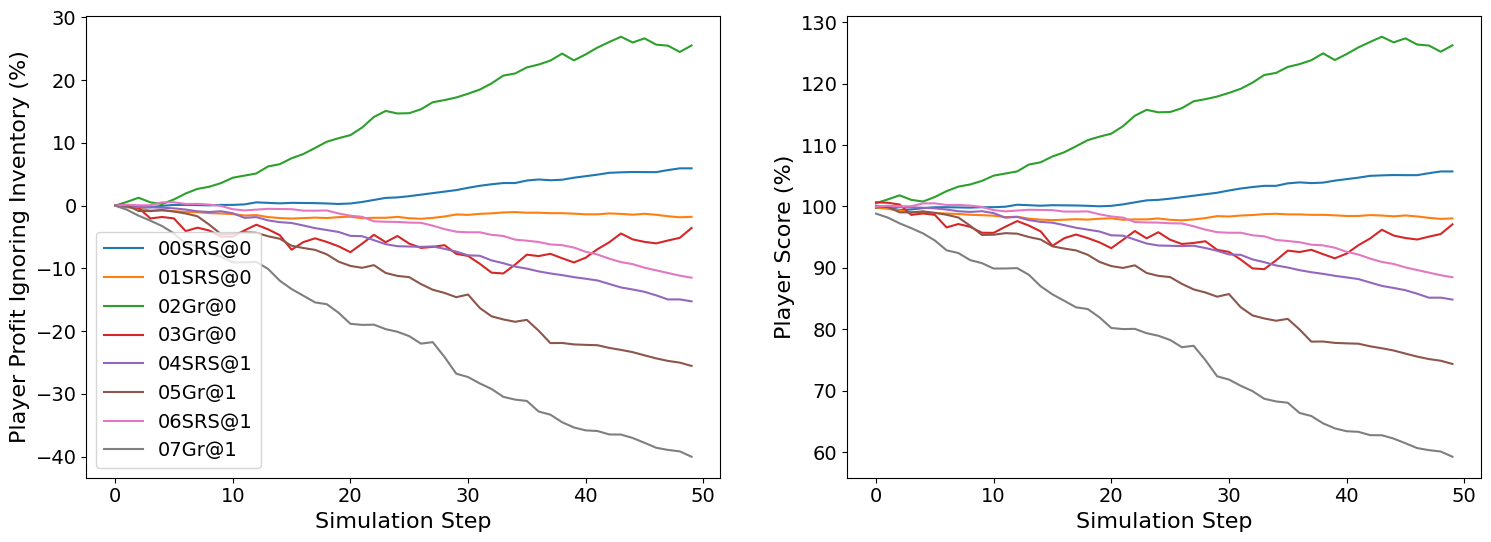 Player Profit Ignoring Inventory (%)
30
20
10
0
−10
−20
−30
−40
00SRS@0
01SRS@0
02Gr@0
03Gr@0
04SRS@1
05Gr@1
06SRS@1
07Gr@1
0 10 20 30 40 50
Simulation Step
Player Score (%)
130
120
110
100
90
80
70
60
0 10 20 30 40 50
Simulation Step